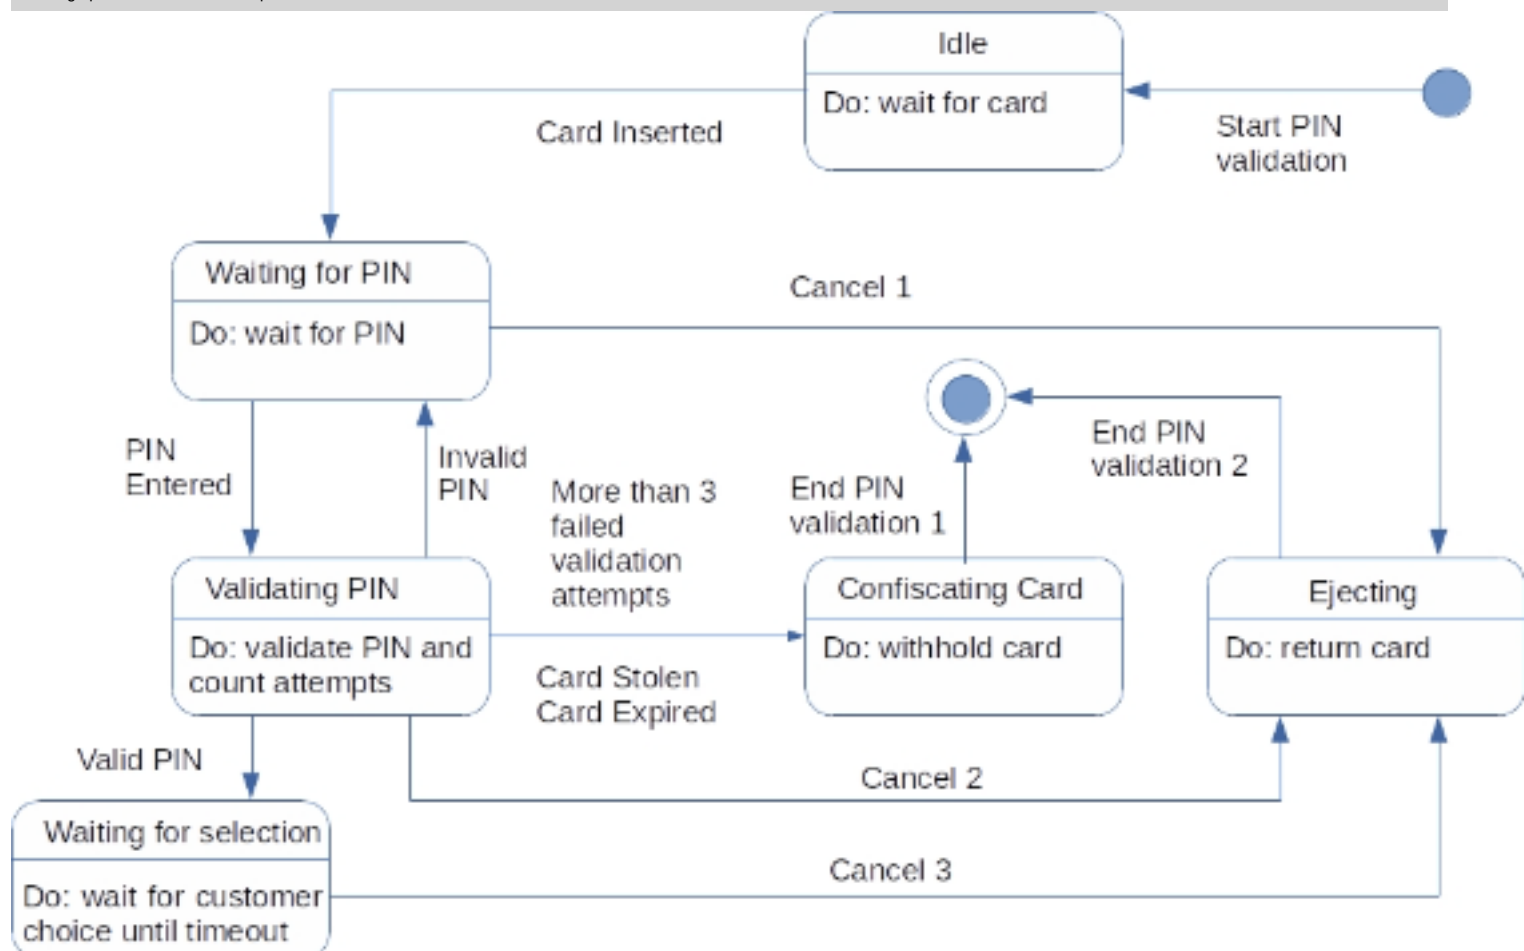 Idle
Do: wait for card
Start PIN
validation
Card Inserted
Waiting for PIN
Do: wait for PIN
Cancel 1
PIN
Entered
Invalid
PIN
More than 3
failed
validation
attempts
End PIN
validation 1
End PIN
validation 2
Validating PIN
Do: validate PIN and
count attempts
Card Stolen
Card Expired
Confiscating Card
Do: withhold card
Ejecting
Do: return card
Valid PIN
Cancel 2
Waiting for selection
Do: wait for customer
choice until timeout
Cancel 3